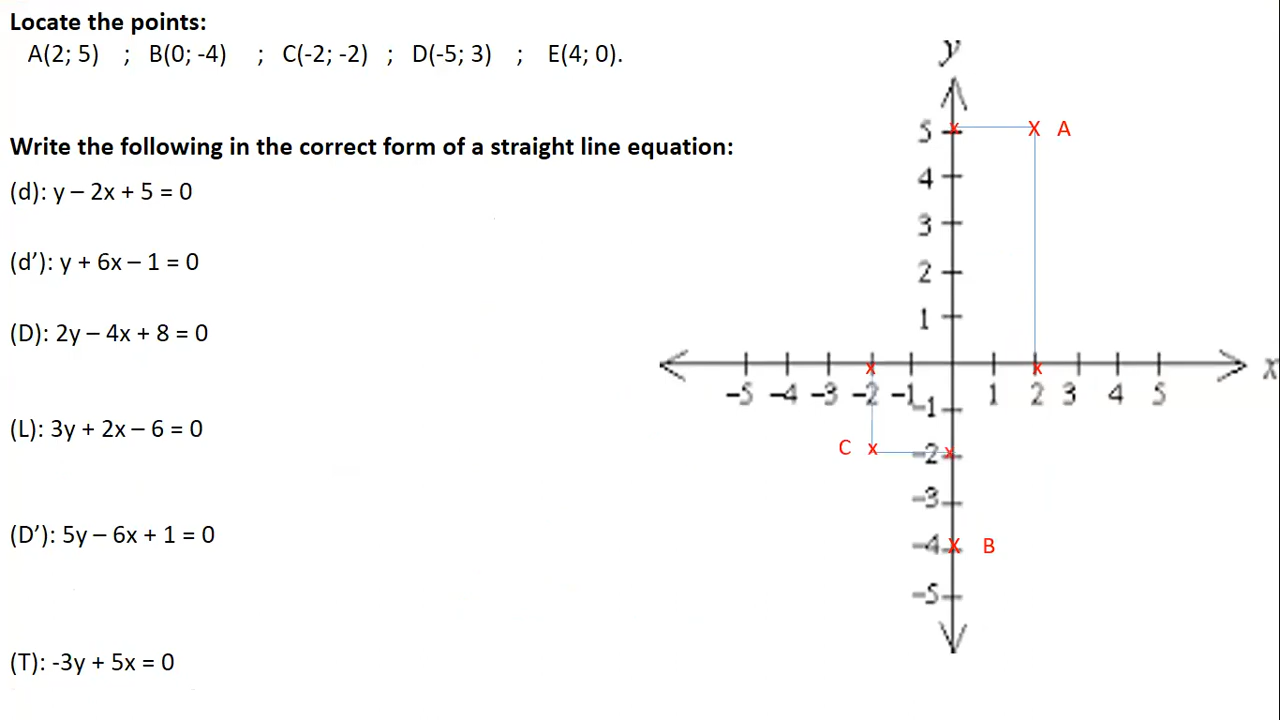 Locate the points:
A(2; 5) ; B(0; -4) ; C(-2; -2) ; D(-5; 3) ; E(4; 0).
Write the following in the correct form of a straight line equation:
(d): y – 2x + 5 = 0
(d’): y + 6x – 1 = 0
(D): 2y – 4x + 8 = 0
(L): 3y + 2x – 6 = 0
(D’): 5y – 6x + 1 = 0
(T): -3y + 5x = 0
y
5 x x A
4
3
2
1
x x x
-5 -4 -3 -2 -1 1 2 3 4 5
-1
C x -2 x
-3
-4 x B
-5